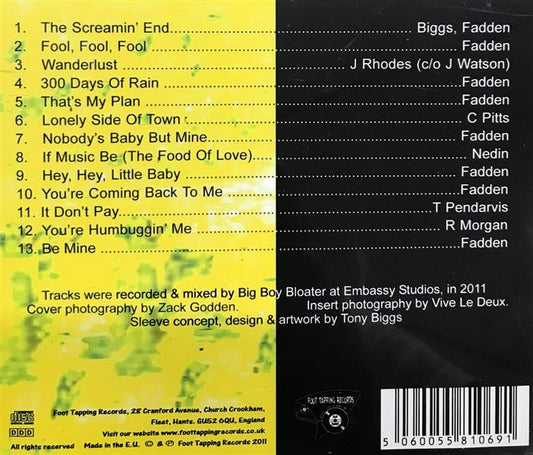 1. The Screamin' End......Biggs, Fadden
2. Fool, Fool, Fool......Fadden
3. Wanderlust......J Rhodes (c/o J Watson)
4. 300 Days Of Rain......Fadden
5. That's My Plan......Fadden
6. Lonely Side Of Town......C Pitts
7. Nobody's Baby But Mine......Fadden
8. If Music Be (The Food Of Love)......Nedin
9. Hey, Hey, Little Baby......Fadden
10. You're Coming Back To Me......Fadden
11. It Don't Pay......T Pendarvis
12. You're Humbuggin' Me......R Morgan
13. Be Mine......Fadden
Tracks were recorded & mixed by Big Boy Bloater at Embassy Studios, in 2011
Cover photography by Zack Godden. Insert photography by Vive Le Deux.
Sleeve concept, design & artwork by Tony Biggs
COMPACT disc DIGITAL AUDIO
DDD
All rights reserved
Foot Tapping Records, 28 Cranford Avenue, Church Crookham,
Fleet, Hants. GU52 6QU, England
Visit our website www.foottappingrecords.co.uk
Made in the E.U. © & ℗ Foot Tapping Records 2011
FOOT TAPPING RECORDS
5 060055 810691